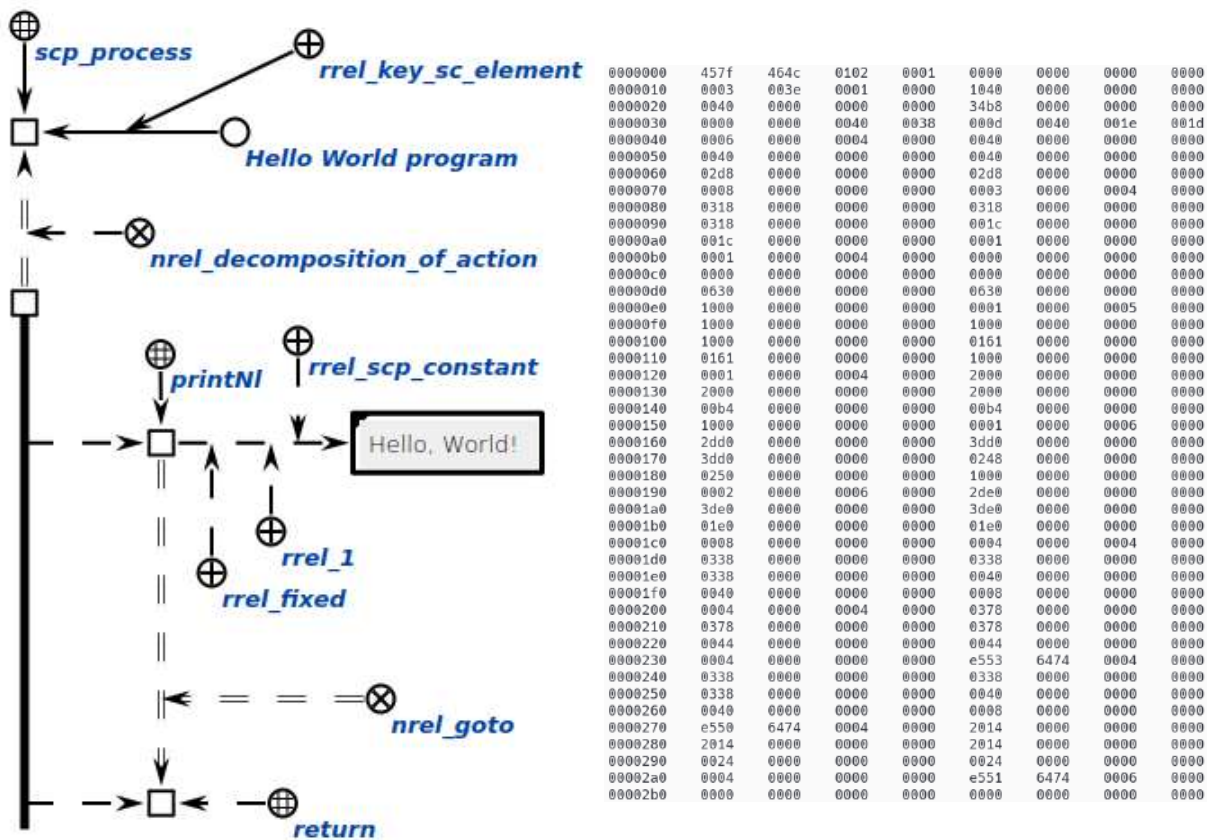 scp_process
rrel_key_sc_element
Hello World program
nrel_decomposition_of_action
printNl
rrel_scp_constant
Hello, World!
rrel_1
rrel_fixed
nrel_goto
return
0000000 457f 464c 0102 0001 0000 0000 0000 0000
0000010 0003 003e 0001 0000 1040 0000 0000 0000
0000020 0040 0000 0000 0000 34b8 0000 0000 0000
0000030 0000 0000 0040 0038 000d 0040 001e 001d
0000040 0006 0000 0004 0000 0040 0000 0000 0000
0000050 0040 0000 0000 0000 0040 0000 0000 0000
0000060 02d8 0000 0000 0000 02d8 0000 0000 0000
0000070 0008 0000 0000 0000 0003 0000 0004 0000
0000080 0318 0000 0000 0000 0318 0000 0000 0000
0000090 0318 0000 0000 0000 001c 0000 0000 0000
00000a0 001c 0000 0000 0000 0001 0000 0000 0000
00000b0 0001 0000 0004 0000 0000 0000 0000 0000
00000c0 0000 0000 0000 0000 0000 0000 0000 0000
00000d0 0630 0000 0000 0000 0630 0000 0000 0000
00000e0 1000 0000 0000 0000 0001 0000 0005 0000
00000f0 1000 0000 0000 0000 1000 0000 0000 0000
0000100 1000 0000 0000 0000 0161 0000 0000 0000
0000110 0161 0000 0000 0000 1000 0000 0000 0000
0000120 0001 0000 0004 0000 2000 0000 0000 0000
0000130 2000 0000 0000 0000 2000 0000 0000 0000
0000140 00b4 0000 0000 0000 00b4 0000 0000 0000
0000150 1000 0000 0000 0000 0001 0000 0006 0000
0000160 2dd0 0000 0000 0000 3dd0 0000 0000 0000
0000170 3dd0 0000 0000 0000 0248 0000 0000 0000
0000180 0250 0000 0000 0000 1000 0000 0000 0000
0000190 0002 0000 0006 0000 2de0 0000 0000 0000
00001a0 3de0 0000 0000 0000 3de0 0000 0000 0000
00001b0 01e0 0000 0000 0000 01e0 0000 0000 0000
00001c0 0008 0000 0000 0000 0004 0000 0004 0000
00001d0 0338 0000 0000 0000 0338 0000 0000 0000
00001e0 0338 0000 0000 0000 0040 0000 0000 0000
00001f0 0040 0000 0000 0000 0008 0000 0000 0000
0000200 0004 0000 0004 0000 0378 0000 0000 0000
0000210 0378 0000 0000 0000 0378 0000 0000 0000
0000220 0044 0000 0000 0000 0044 0000 0000 0000
0000230 0004 0000 0000 0000 e553 6474 0004 0000
0000240 0338 0000 0000 0000 0338 0000 0000 0000
0000250 0338 0000 0000 0000 0040 0000 0000 0000
0000260 0040 0000 0000 0000 0008 0000 0000 0000
0000270 e550 6474 0004 0000 2014 0000 0000 0000
0000280 2014 0000 0000 0000 2014 0000 0000 0000
0000290 0024 0000 0000 0000 0024 0000 0000 0000
00002a0 0004 0000 0000 0000 e551 6474 0006 0000
00002b0 0000 0000 0000 0000 0000 0000 0000 0000